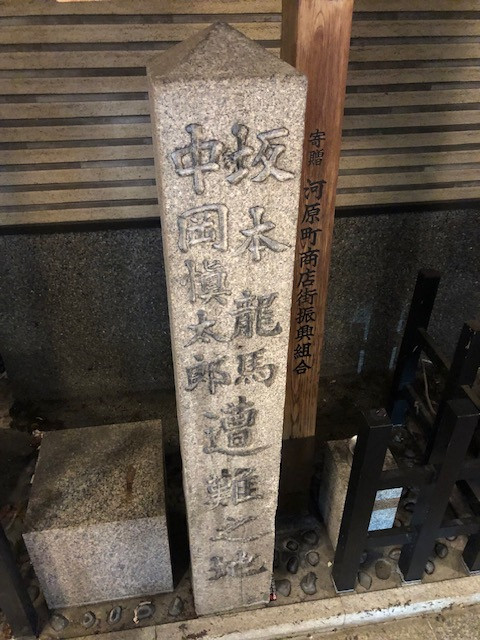 坂本龍馬
中岡慎太郎
遭難之地
寄贈 河原町商店街振興組合